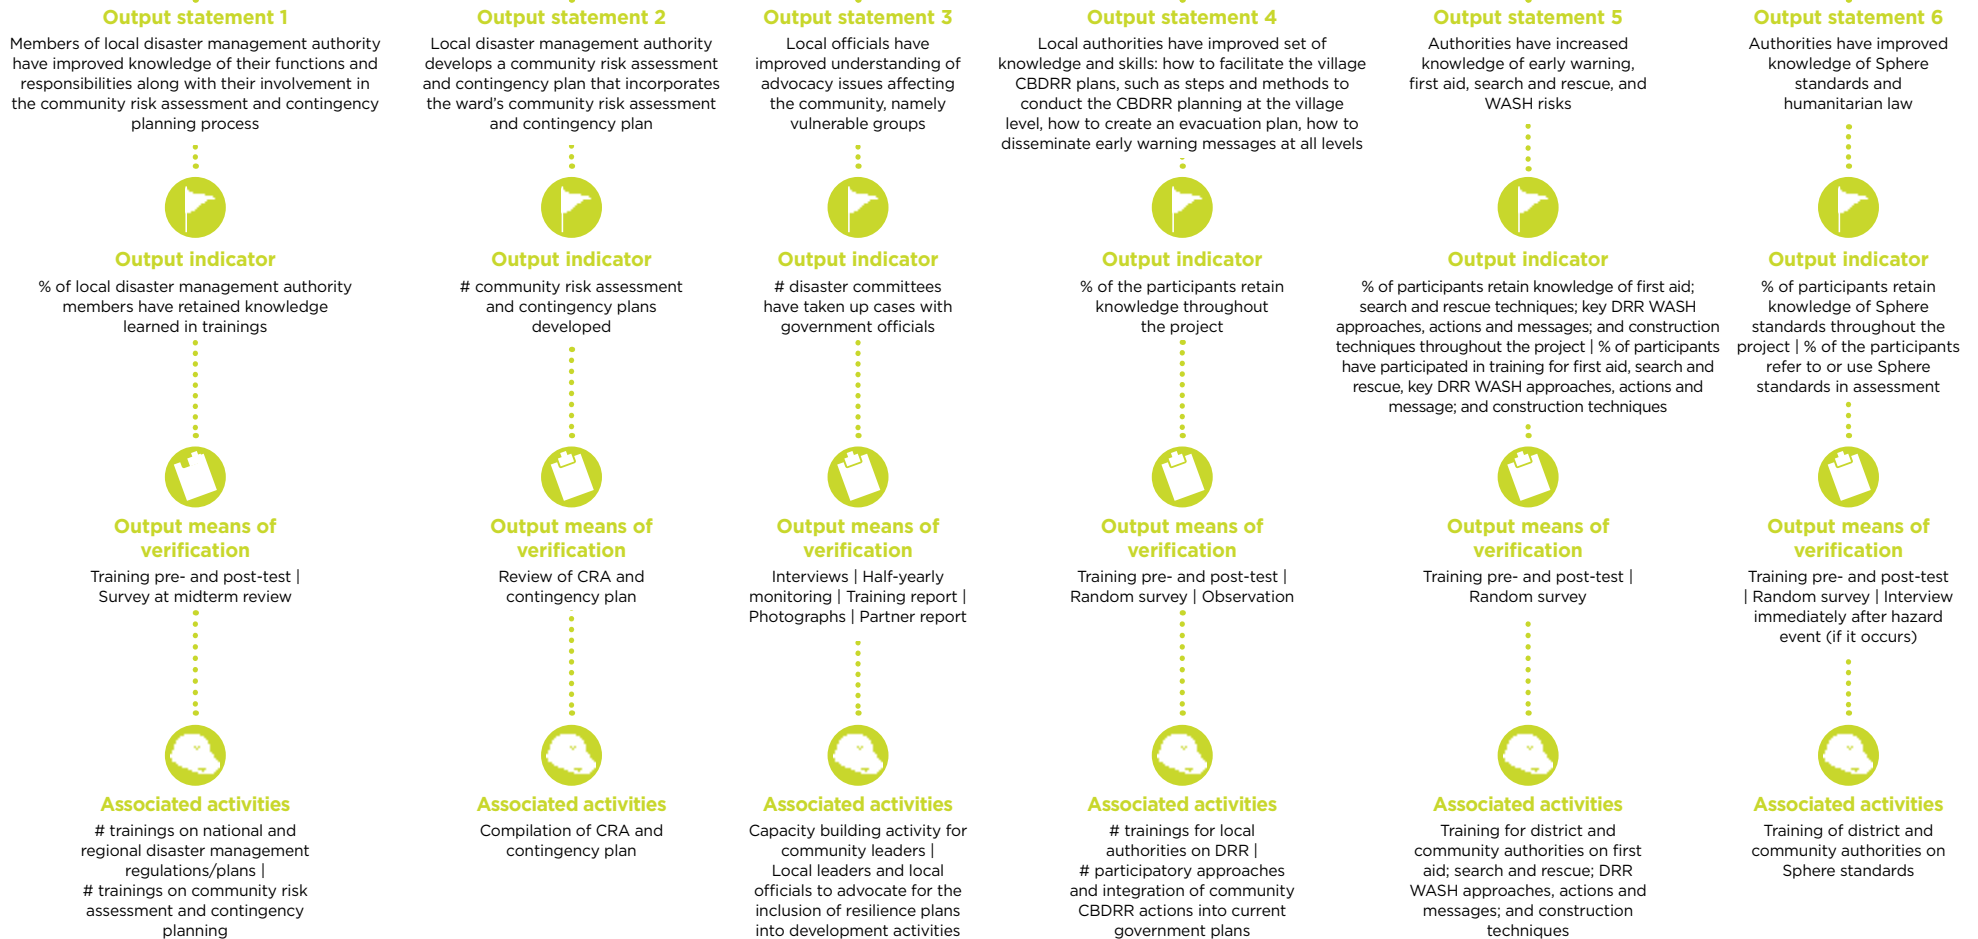 Output statement 1
Members of local disaster management authority
have improved knowledge of their functions and
responsibilities along with their involvement in
the community risk assessment and contingency
planning process
Output indicator
% of local disaster management authority
members have retained knowledge
learned in trainings
Output means of
verification
Training pre- and post-test |
Survey at midterm review
Associated activities
# trainings on national and
regional disaster management
regulations/plans |
# trainings on community risk
assessment and contingency
planning
Output statement 2
Local disaster management authority
develops a community risk assessment
and contingency plan that incorporates
the ward's community risk assessment
and contingency plan
Output indicator
# community risk assessment
and contingency plans
developed
Output means of
verification
Review of CRA and
contingency plan
Associated activities
Compilation of CRA and
contingency plan
Output statement 3
Local officials have
improved understanding of
advocacy issues affecting
the community, namely
vulnerable groups
Output indicator
# disaster committees
have taken up cases with
government officials
Output means of
verification
Interviews | Half-yearly
monitoring | Training report |
Photographs | Partner report
Associated activities
Capacity building activity for
community leaders |
Local leaders and local
officials to advocate for the
inclusion of resilience plans
into development activities
Output statement 4
Local authorities have improved set of
knowledge and skills: how to facilitate the village
CBDRR plans, such as steps and methods to
conduct the CBDRR planning at the village
level, how to create an evacuation plan, how to
disseminate early warning messages at all levels
Output indicator
% of the participants retain
knowledge throughout
the project
Output means of
verification
Training pre- and post-test |
Random survey | Observation
Associated activities
# trainings for local
authorities on DRR |
# participatory approaches
and integration of community
CBDRR actions into current
government plans
Output statement 5
Authorities have increased
knowledge of early warning,
first aid, search and rescue, and
WASH risks
Output indicator
% of participants retain knowledge of first aid;
search and rescue techniques; key DRR WASH
approaches, actions and messages; and construction
techniques throughout the project | % of participants
have participated in training for first aid, search and
rescue, key DRR WASH approaches, actions and
message; and construction techniques
Output means of
verification
Training pre- and post-test |
Random survey
Associated activities
Training for district and
community authorities on first
aid; search and rescue; DRR
WASH approaches, actions and
messages; and construction
techniques
Output statement 6
Authorities have improved
knowledge of Sphere
standards and
humanitarian law
Output indicator
% of participants retain
knowledge of Sphere
standards throughout the
project | % of the participants
refer to or use Sphere
standards in assessment
Output means of
verification
Training pre- and post-test
| Random survey | Interview
immediately after hazard
event (if it occurs)
Associated activities
Training of district and
community authorities on
Sphere standards